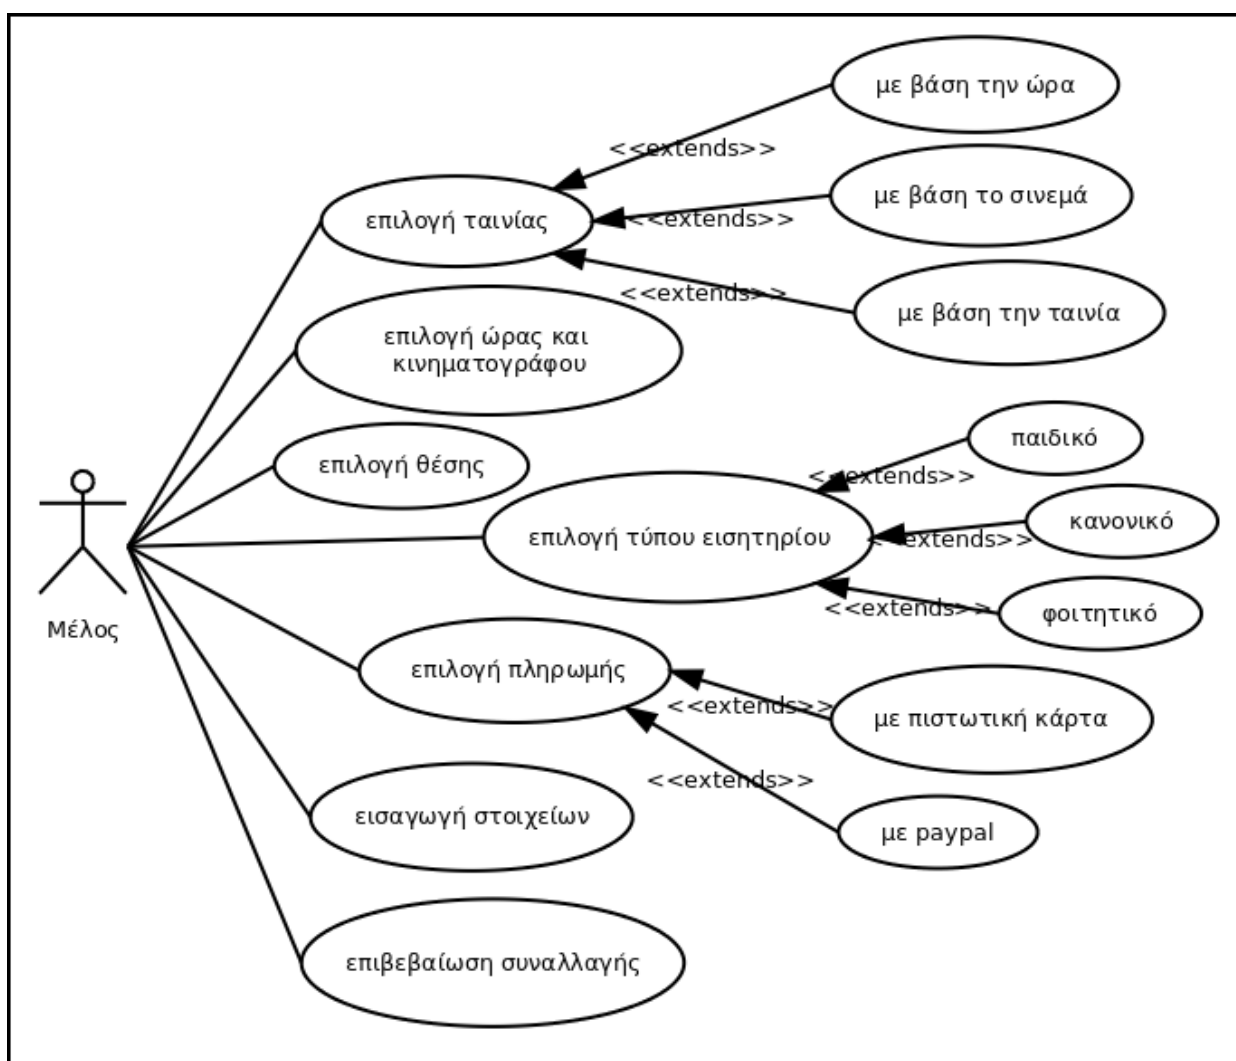 με βάση την ώρα
<<extends>>
με βάση το σινεμά
επιλογή ταινίας
<<extends>>
<<extends>>
με βάση την ταινία
επιλογή ώρας και
κινηματογράφου
παιδικό
επιλογή θέσης
<<extends>>
κανονικό
επιλογή τύπου εισητηρίου
<<extends>>
<<extends>>
φοιτητικό
Μέλος
επιλογή πληρωμής
<<extends>>
με πιστωτική κάρτα
<<extends>>
εισαγωγή στοιχείων
με paypal
επιβεβαίωση συναλλαγής